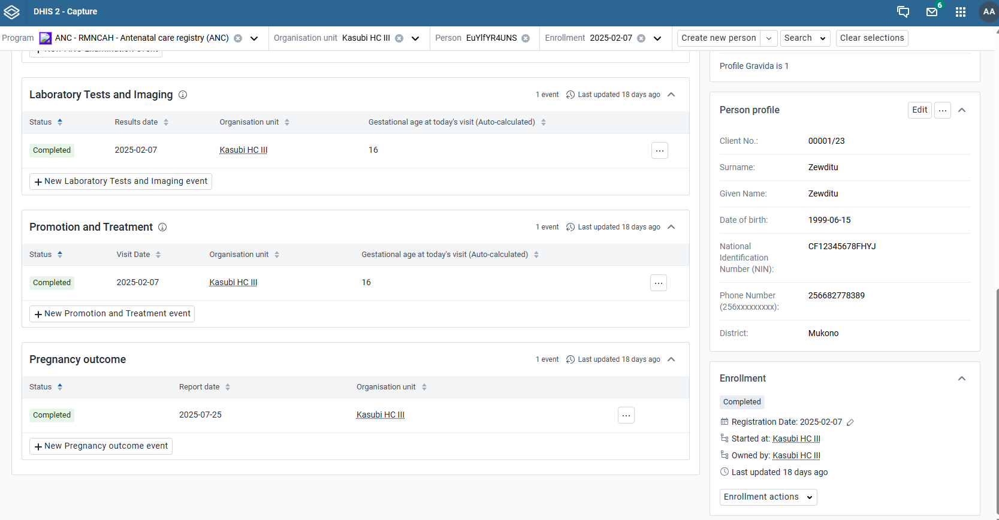 DHIS 2 - Capture
6
AA
Program ANC - RMNCAH - Antenatal care registry (ANC)
Organisation unit Kasubi HC III
Person EuYlfYR4UNS
Enrollment 2025-02-07
Create new person
Search
Clear selections
Profile Gravida is 1
Laboratory Tests and Imaging
1 event Last updated 18 days ago
Status Results date Organisation unit Gestational age at today's visit (Auto-calculated)
Completed 2025-02-07 Kasubi HC III 16
New Laboratory Tests and Imaging event
Promotion and Treatment
1 event Last updated 18 days ago
Status Visit Date Organisation unit Gestational age at today's visit (Auto-calculated)
Completed 2025-02-07 Kasubi HC III 16
New Promotion and Treatment event
Pregnancy outcome
1 event Last updated 18 days ago
Status Report date Organisation unit
Completed 2025-07-25 Kasubi HC III
New Pregnancy outcome event
Person profile
Edit
Client No.: 00001/23
Surname: Zewditu
Given Name: Zewditu
Date of birth: 1999-06-15
National CF12345678FHYJ
Identification
Number (NIN):
Phone Number 256682778389
(256xxxxxxxxx):
District: Mukono
Enrollment
Completed
Registration Date: 2025-02-07
Started at: Kasubi HC III
Owned by: Kasubi HC III
Last updated 18 days ago
Enrollment actions